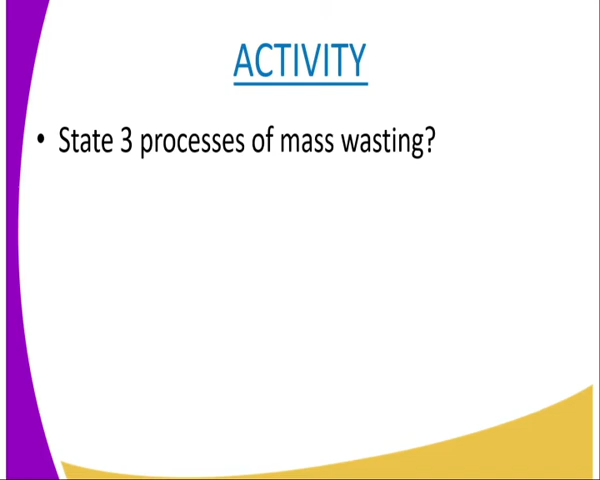 ACTIVITY
• State 3 processes of mass wasting?